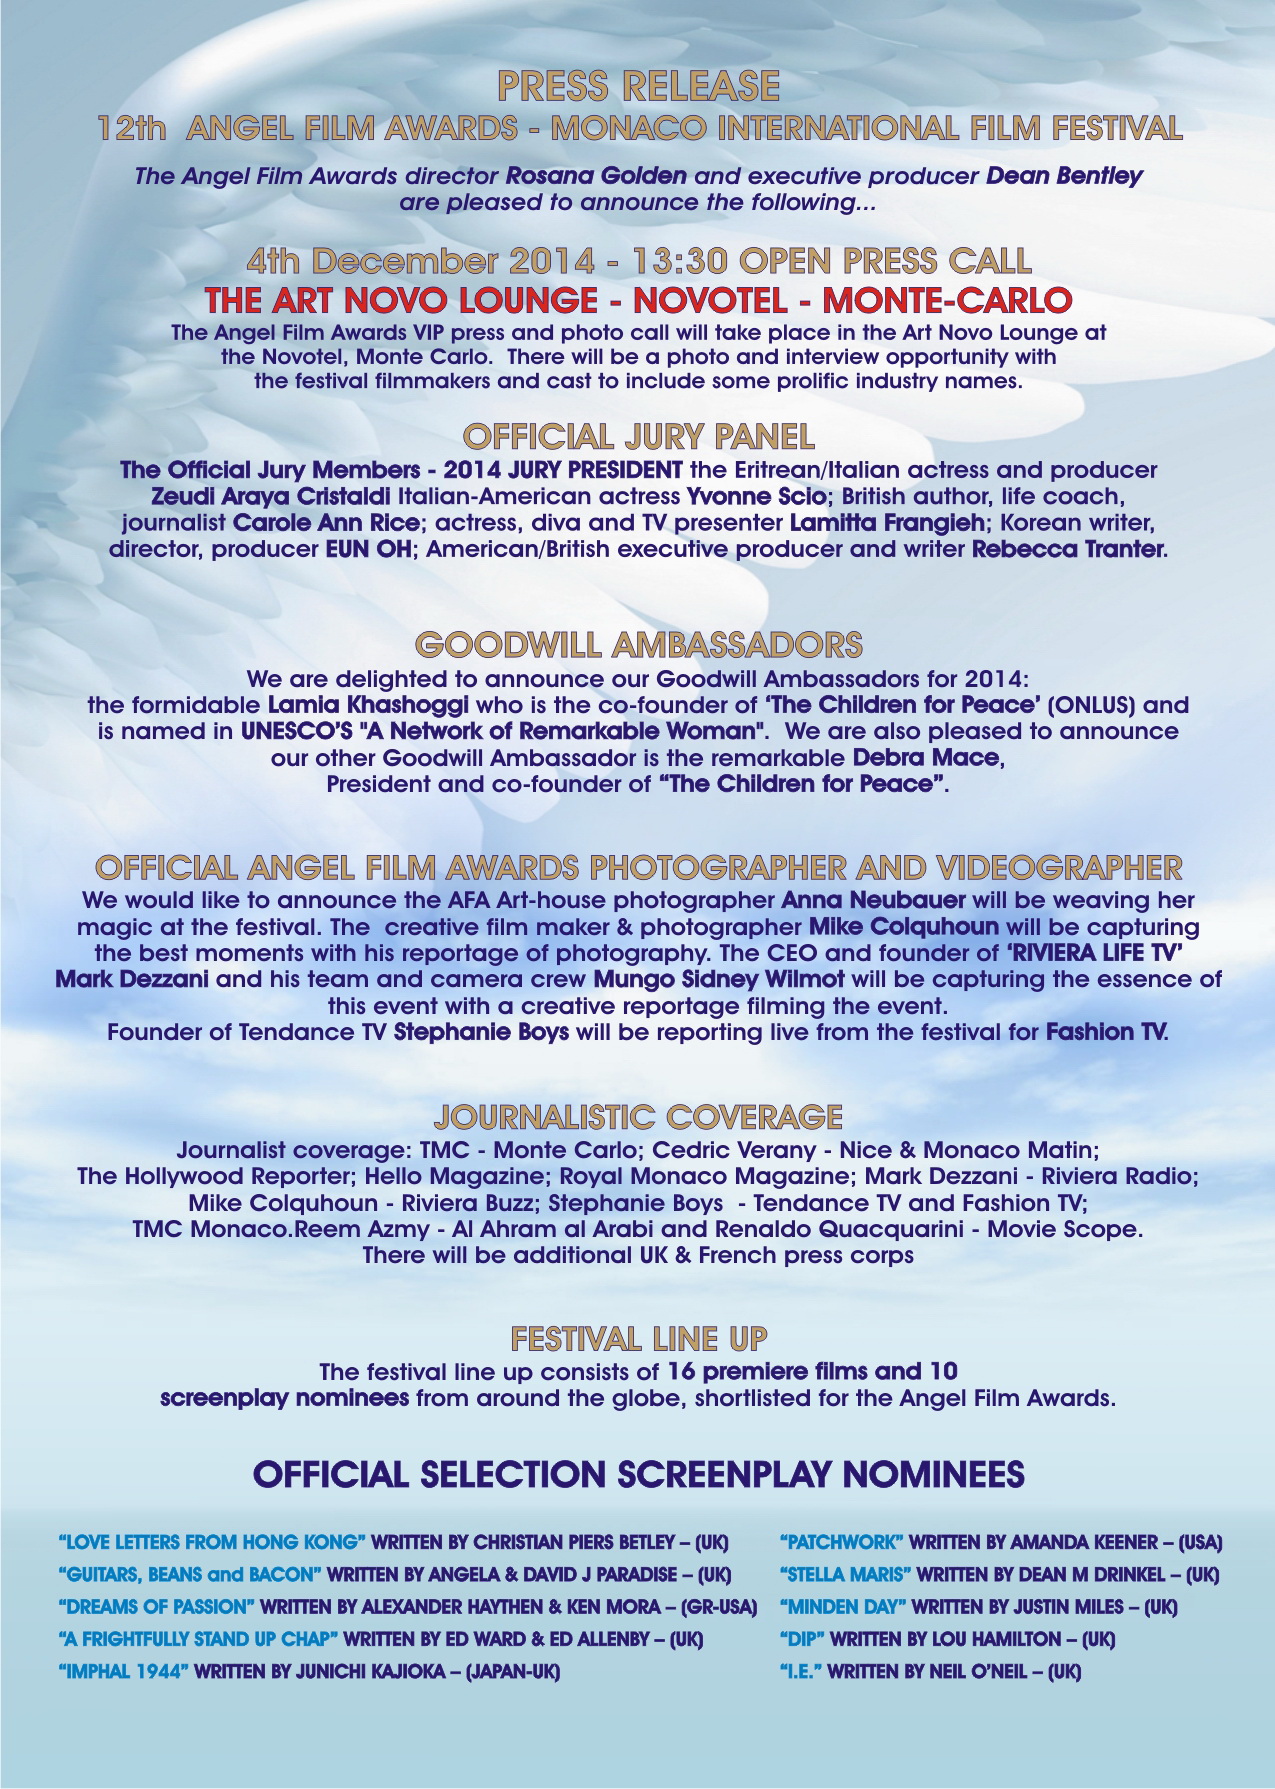 PRESS RELEASE
12th ANGEL FILM AWARDS - MONACO INTERNATIONAL FILM FESTIVAL
The Angel Film Awards director Rosana Golden and executive producer Dean Bentley
are pleased to announce the following...
4th December 2014 - 13:30 OPEN PRESS CALL
THE ART NOVO LOUNGE - NOVOTEL - MONTE-CARLO
The Angel Film Awards VIP press and photo call will take place in the Art Novo Lounge at
the Novotel, Monte Carlo. There will be a photo and interview opportunity with
the festival filmmakers and cast to include some prolific industry names.
OFFICIAL JURY PANEL
The Official Jury Members - 2014 JURY PRESIDENT the Eritrean/Italian actress and producer
Zeudi Araya Cristaldi Italian-American actress Yvonne Scio; British author, life coach,
journalist Carole Ann Rice; actress, diva and TV presenter Lamitta Frangieh; Korean writer,
director, producer EUN OH; American/British executive producer and writer Rebecca Tranter.
GOODWILL AMBASSADORS
We are delighted to announce our Goodwill Ambassadors for 2014:
the formidable Lamia Khashoggi who is the co-founder of ‘The Children for Peace’ (ONLUS) and
is named in UNESCO’S "A Network of Remarkable Woman". We are also pleased to announce
our other Goodwill Ambassador is the remarkable Debra Mace,
President and co-founder of “The Children for Peace”.
OFFICIAL ANGEL FILM AWARDS PHOTOGRAPHER AND VIDEOGRAPHER
We would like to announce the AFA Art-house photographer Anna Neubauer will be weaving her
magic at the festival. The creative film maker & photographer Mike Colquhoun will be capturing
the best moments with his reportage of photography. The CEO and founder of ‘RIVIERA LIFE TV’
Mark Dezzani and his team and camera crew Mungo Sidney Wilmot will be capturing the essence of
this event with a creative reportage filming the event.
Founder of Tendance TV Stephanie Boys will be reporting live from the festival for Fashion TV.
JOURNALISTIC COVERAGE
Journalist coverage: TMC - Monte Carlo; Cedric Verany - Nice & Monaco Matin;
The Hollywood Reporter; Hello Magazine; Royal Monaco Magazine; Mark Dezzani - Riviera Radio;
Mike Colquhoun - Riviera Buzz; Stephanie Boys - Tendance TV and Fashion TV;
TMC Monaco.Reem Azmy - Al Ahram al Arabi and Renaldo Quacquarini - Movie Scope.
There will be additional UK & French press corps
FESTIVAL LINE UP
The festival line up consists of 16 premiere films and 10
screenplay nominees from around the globe, shortlisted for the Angel Film Awards.
OFFICIAL SELECTION SCREENPLAY NOMINEES
“LOVE LETTERS FROM HONG KONG” WRITTEN BY CHRISTIAN PIERS BETLEY – (UK)
“GUITARS, BEANS and BACON” WRITTEN BY ANGELA & DAVID J PARADISE – (UK)
“DREAMS OF PASSION” WRITTEN BY ALEXANDER HAYTHEN & KEN MORA – (GR-USA)
“A FRIGHTFULLY STAND UP CHAP” WRITTEN BY ED WARD & ED ALLENBY – (UK)
“IMPHAL 1944” WRITTEN BY JUNICHI KAJIOKA – (JAPAN-UK)
“PATCHWORK” WRITTEN BY AMANDA KEENER – (USA)
“STELLA MARIS” WRITTEN BY DEAN M DRINKEL – (UK)
“MINDEN DAY” WRITTEN BY JUSTIN MILES – (UK)
“DIP” WRITTEN BY LOU HAMILTON – (UK)
“I.E.” WRITTEN BY NEIL O’NEIL – (UK)